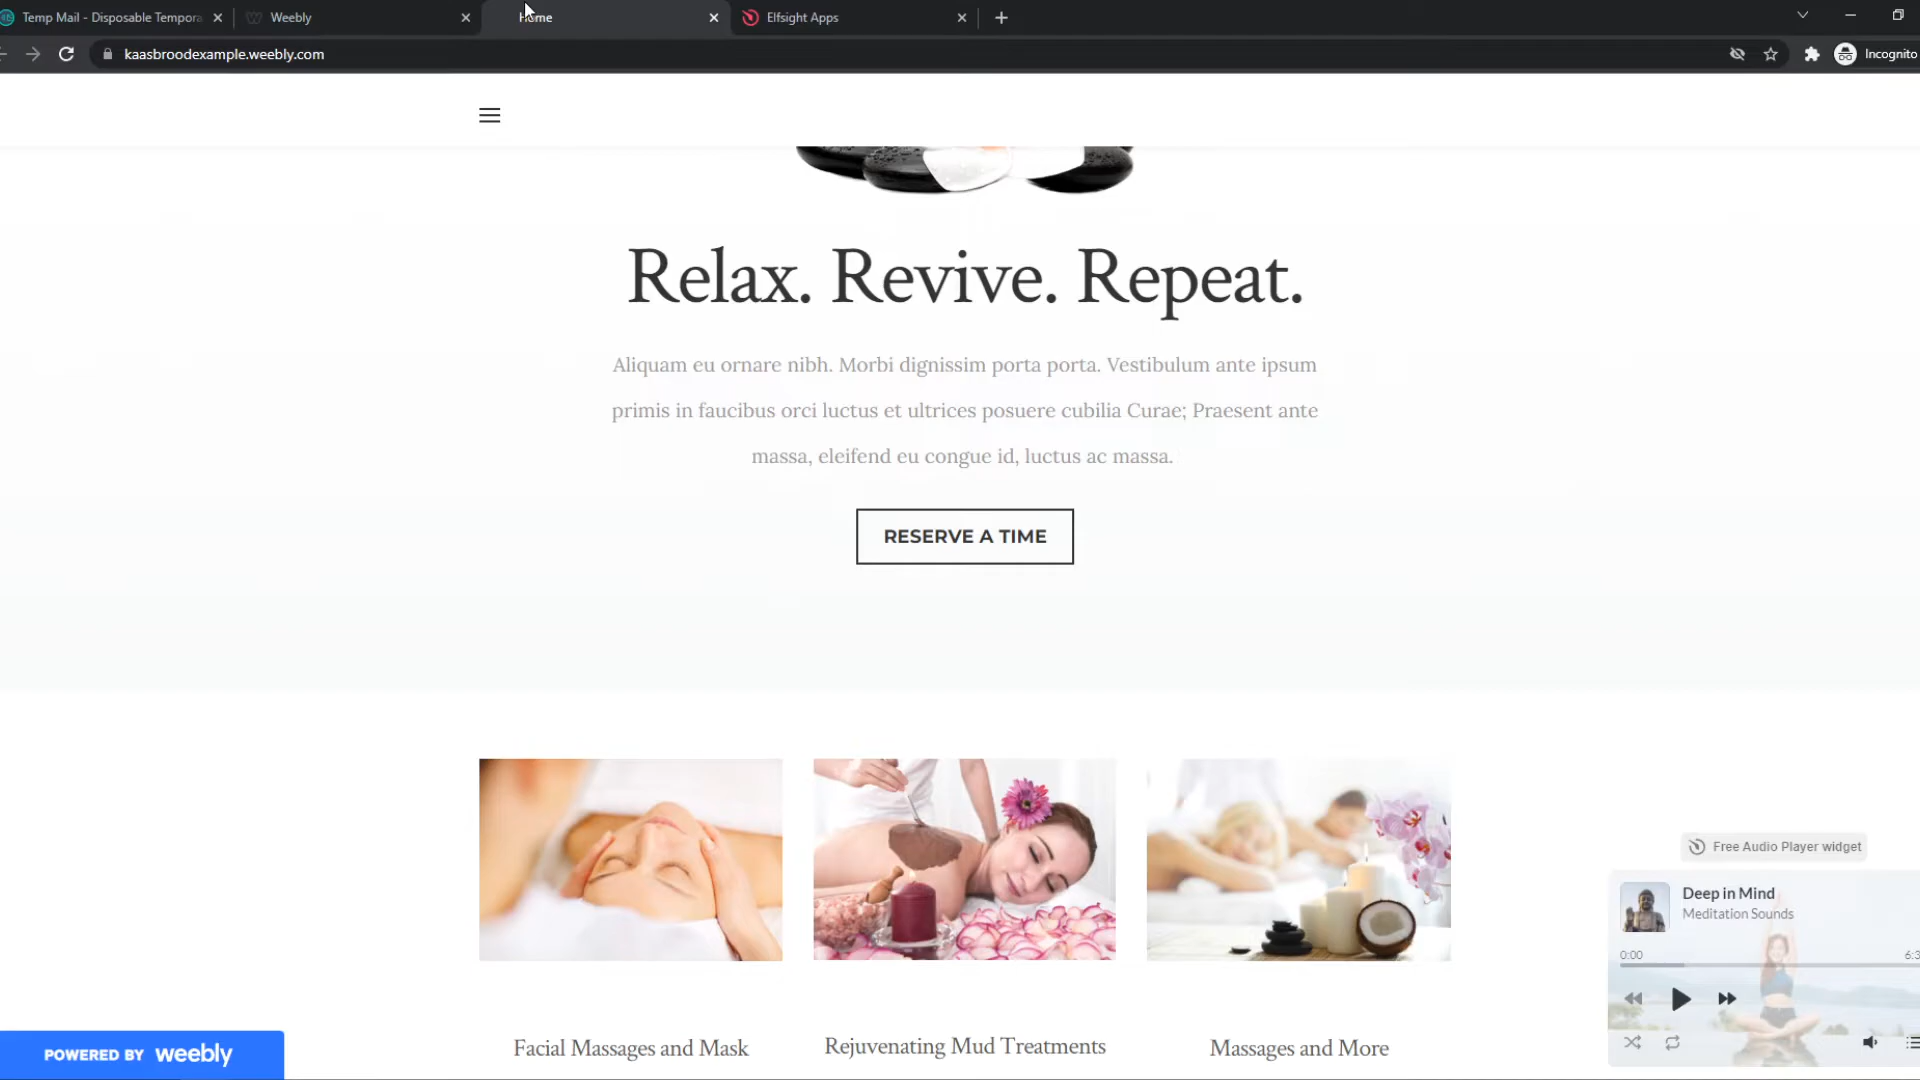 Temp Mail - Disposable Tempora
Weebly
Home
Elfsight Apps
kaasbroodexample.weebly.com
Incognito
Relax. Revive. Repeat.
Aliquam eu ornare nibh. Morbi dignissim porta porta. Vestibulum ante ipsum
primis in faucibus orci luctus et ultrices posuere cubilia Curae; Praesent ante
massa, eleifend eu congue id, luctus ac massa.
RESERVE A TIME
Free Audio Player widget
Deep in Mind
Meditation Sounds
0:00
6:3
Facial Massages and Mask
Rejuvenating Mud Treatments
Massages and More
POWERED BY weebly